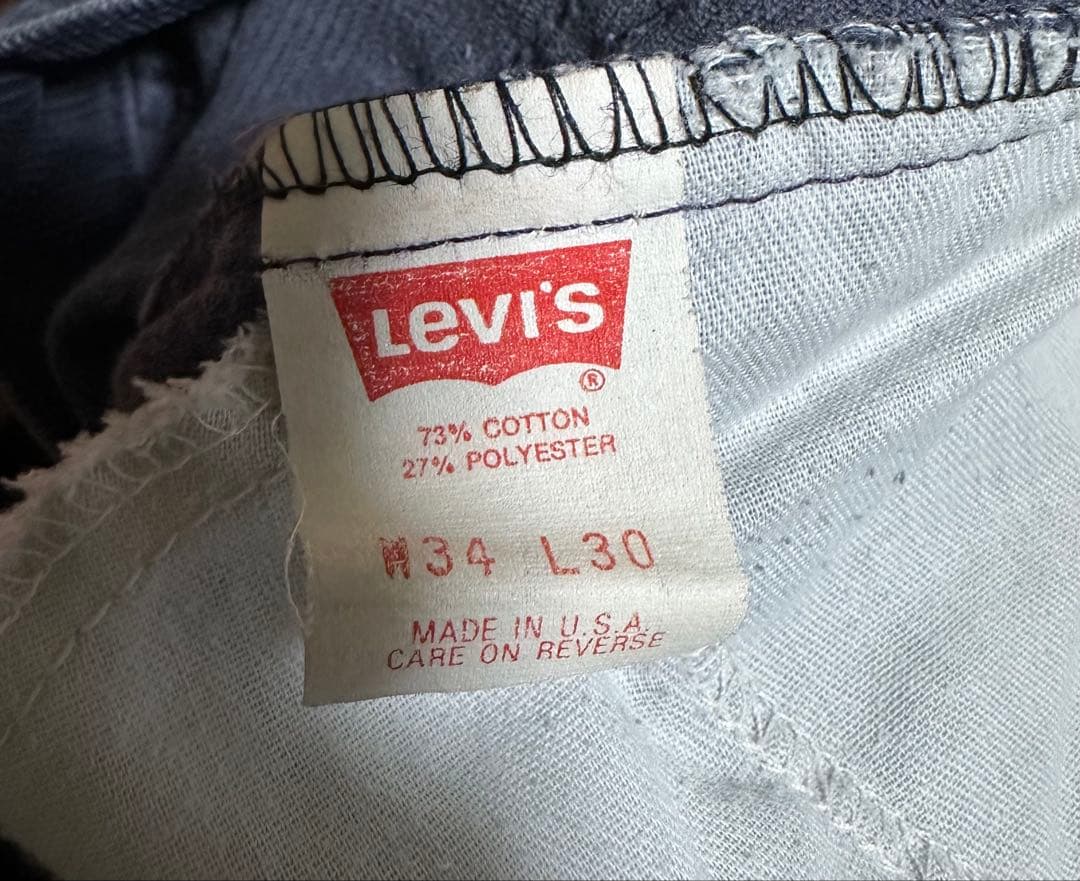 Levi's
®
73% COTTON
27% POLYESTER
W34 L30
MADE IN U.S.A.
CARE ON REVERSE